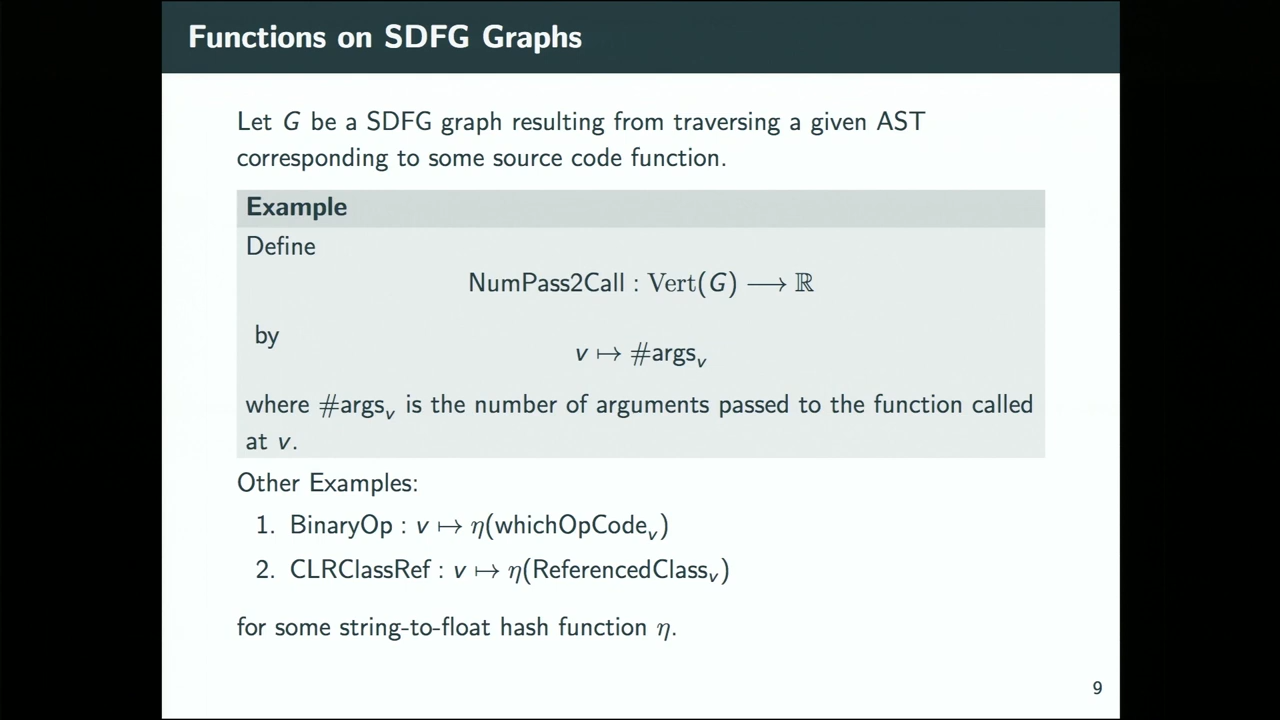 Functions on SDFG Graphs
Let G be a SDFG graph resulting from traversing a given AST
corresponding to some source code function.
Example
Define
NumPass2Call : Vert(G) ⟶ ℝ
by
v ↦ #args_v
where #args_v is the number of arguments passed to the function called
at v.
Other Examples:
1. BinaryOp : v ↦ η(whichOpCode_v)
2. CLRClassRef : v ↦ η(ReferencedClass_v)
for some string-to-float hash function η.
9